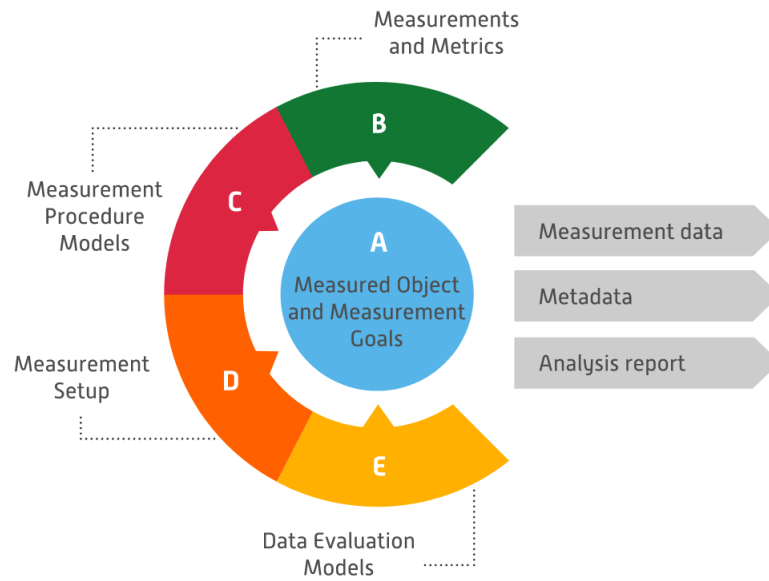 Measurements
and Metrics
B
Measurement
Procedure
Models
C
A
Measured Object
and Measurement
Goals
Measurement data
Metadata
Analysis report
Measurement
Setup
D
E
Data Evaluation
Models